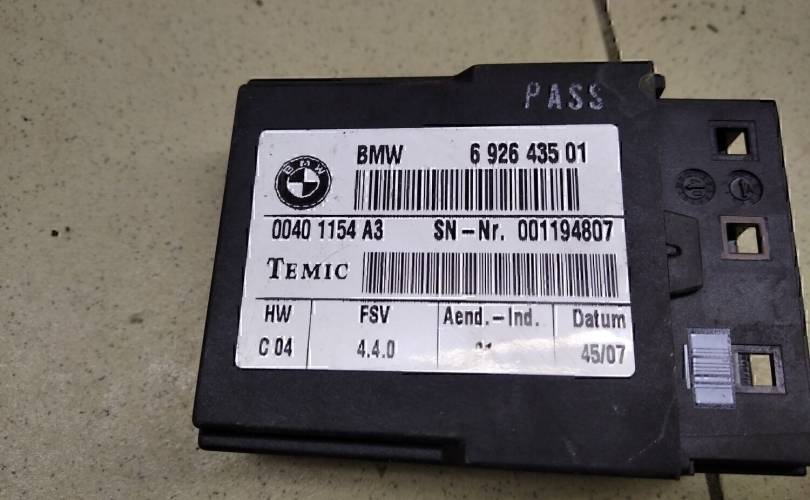 PASS
BMW 6 926 435 01
BMW
0040 1154 A3 SN-Nr. 001194807
TEMIC
HW FSV Aend.-Ind. Datum
C 04 4.4.0 45/07